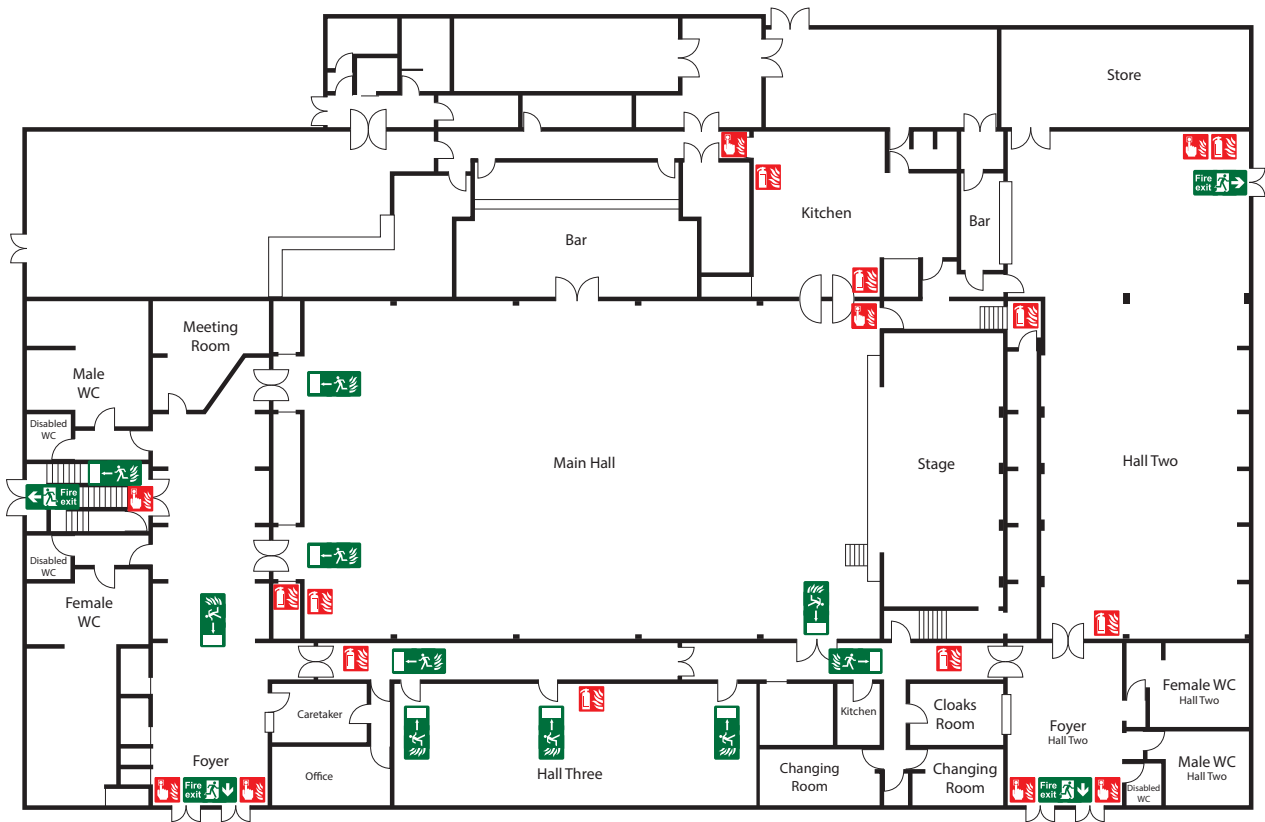 Store
Fire
exit
Kitchen
Bar
Bar
Meeting
Room
Male
WC
Disabled
WC
Main Hall
Stage
Hall Two
Fire
exit
Disabled
WC
Female
WC
Caretaker
Kitchen
Cloaks
Room
Female WC
Hall Two
Foyer
Hall Two
Foyer
Office
Hall Three
Changing
Room
Changing
Room
Male WC
Hall Two
Disabled
WC
Fire
exit
Fire
exit